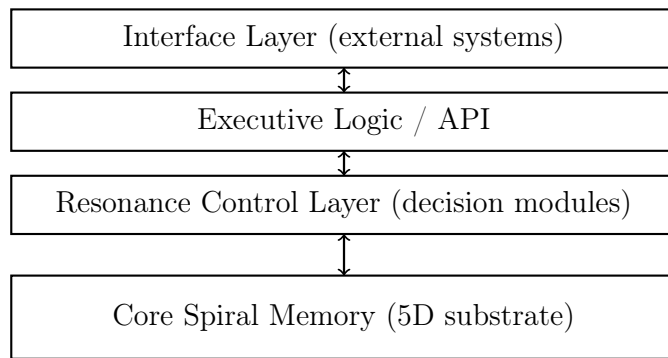 Interface Layer (external systems)
Executive Logic / API
Resonance Control Layer (decision modules)
Core Spiral Memory (5D substrate)